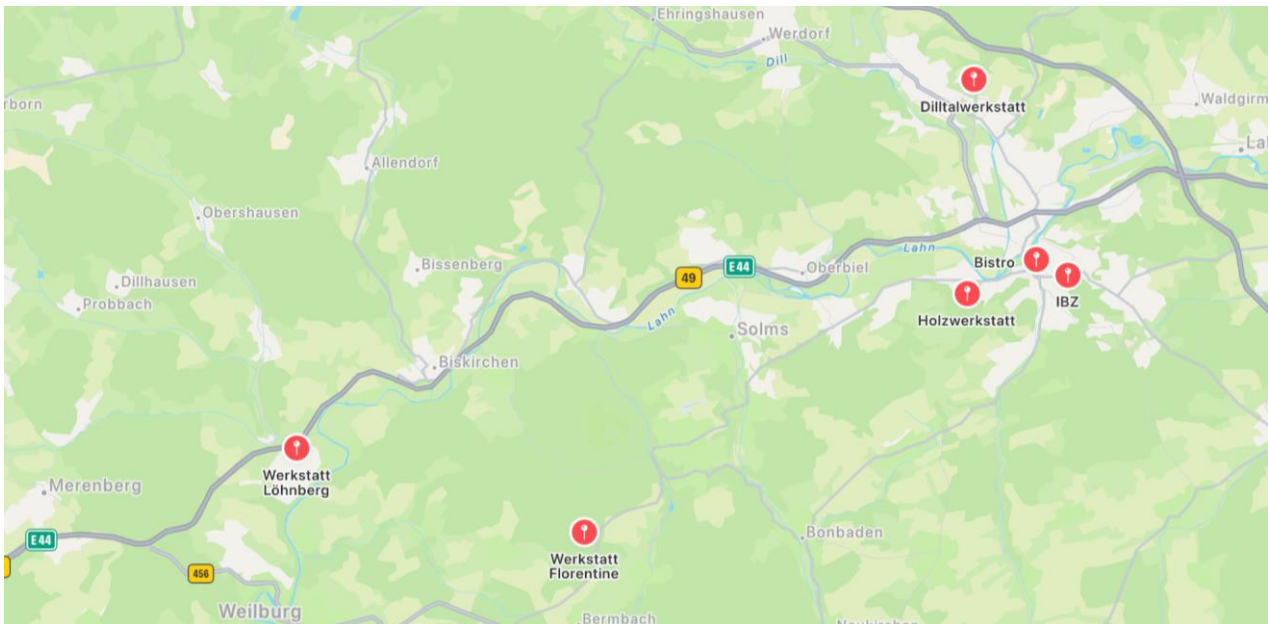 Ehringshausen
Werdorf
Dill
rborn
Dilltalwerkstatt
Waldgirm
Lal
Allendorf
Obershausen
Lahn
Bissenberg
E44
49
Oberbiel
Bistro
IBZ
Dillhausen
Probbach
Lahn
Holzwerkstatt
Solms
Biskirchen
Werkstatt
Löhnberg
Merenberg
E44
Bonbaden
Werkstatt
Florentine
456
Weilburg
Bermbach